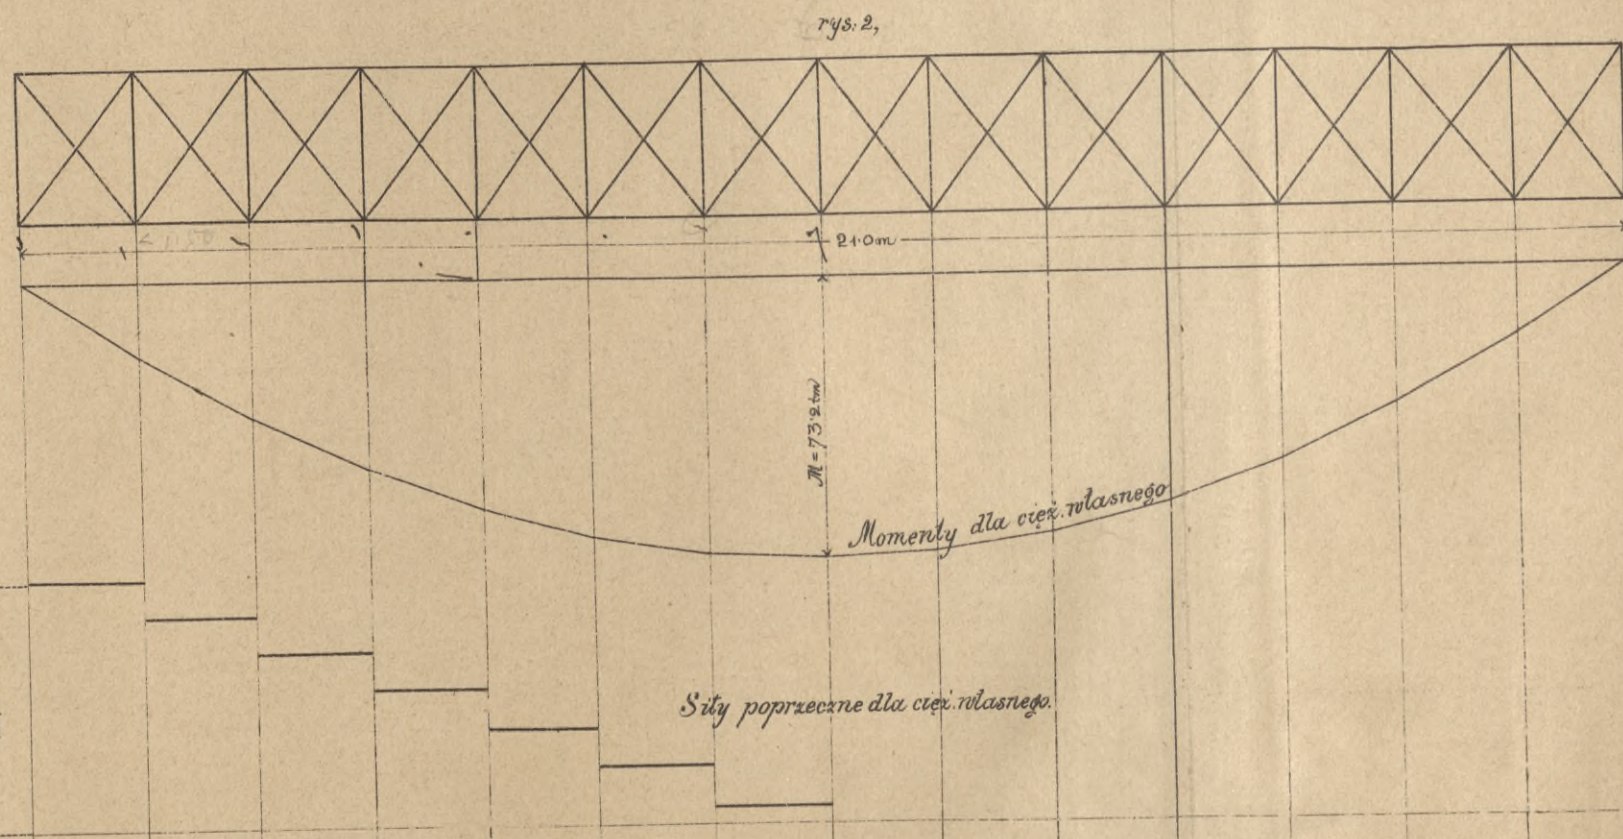 rys: 2,
21·0m
M = 73·2tm
Momenty dla cięż. własnego
Siły poprzeczne dla cięż. własnego.